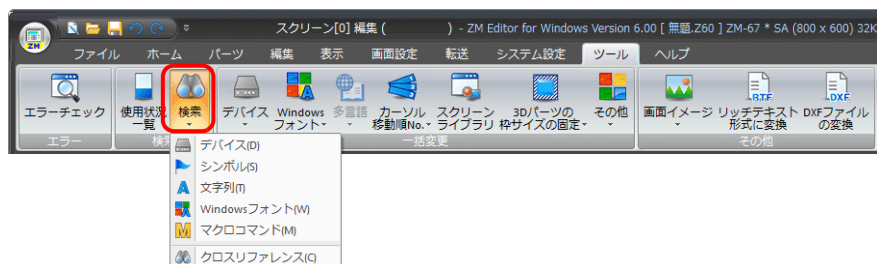 スクリーン[0] 編集 ( ) - ZM Editor for Windows Version 6.00 [ 無題.Z60 ] ZM-67 * SA (800 x 600) 32K
ZM
ファイル ホーム パーツ 編集 表示 画面設定 転送 システム設定 ツール ヘルプ
エラーチェック 使用状況一覧 検索 デバイス Windowsフォント 多言語 カーソル移動順No. スクリーンライブラリ 3Dパーツの枠サイズの固定 その他 画面イメージ リッチテキスト形式に変換 DXFファイルの変換
RTF DXF
エラー 検 一括変更 その他
デバイス(D)
シンボル(S)
文字列(T)
Windowsフォント(W)
マクロコマンド(M)
クロスリファレンス(C)